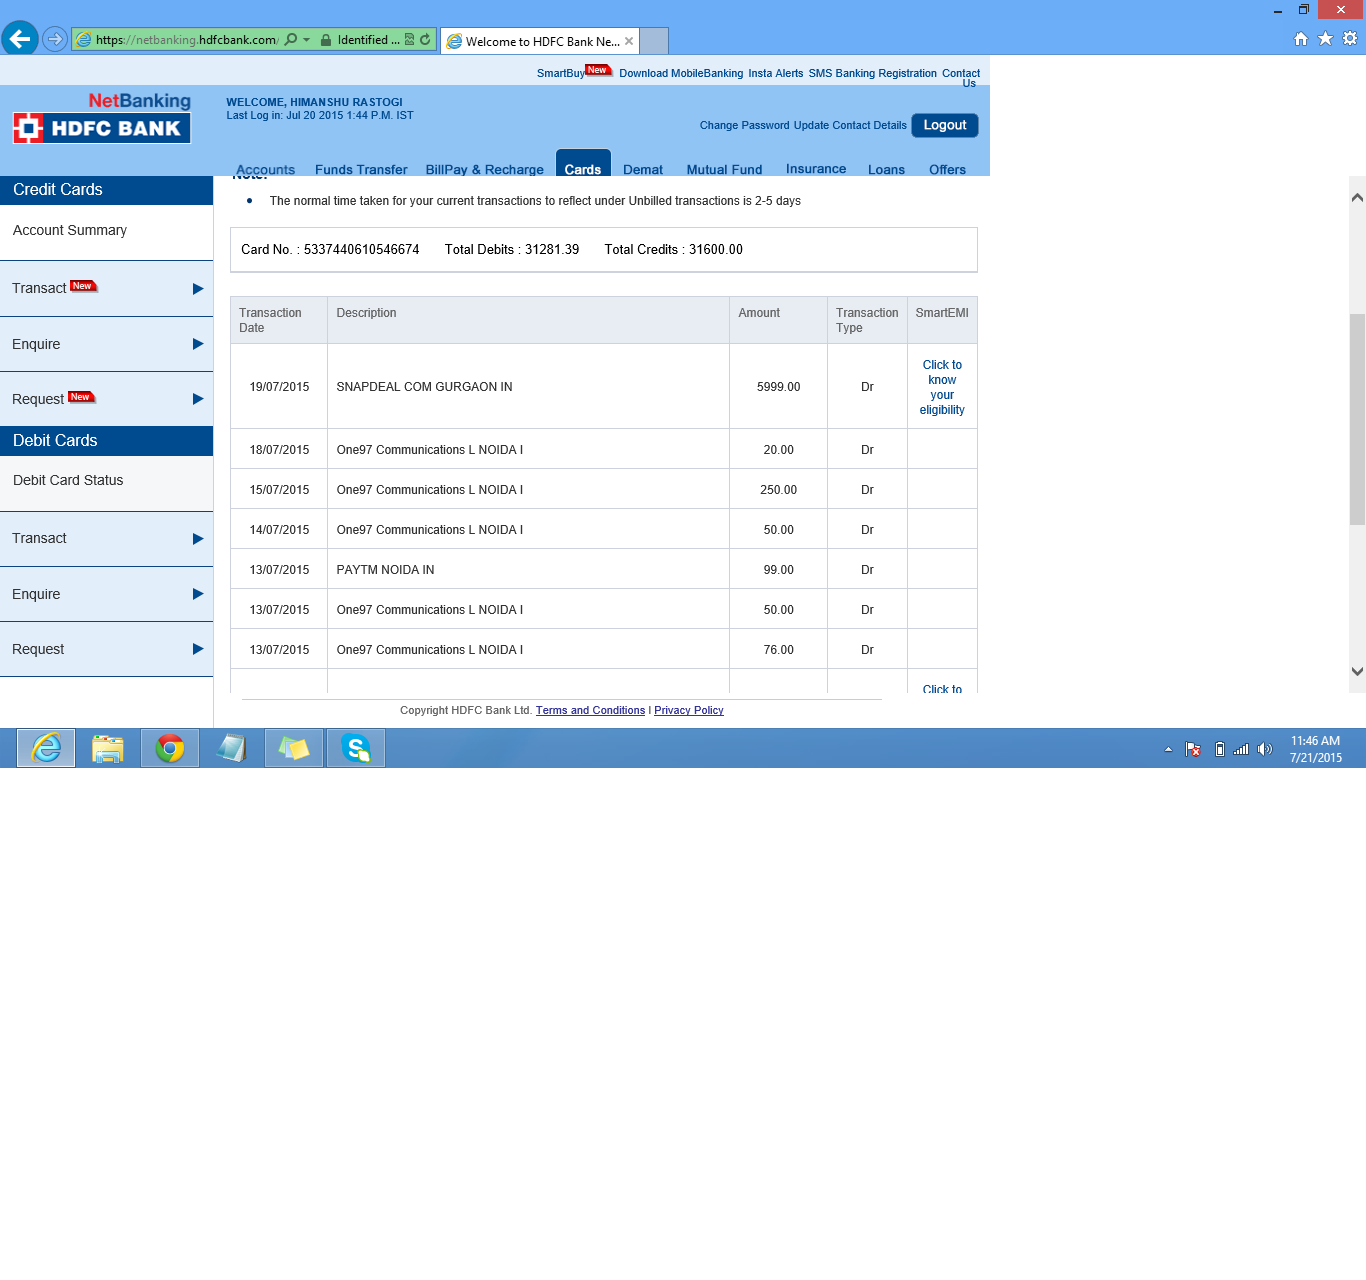 https://netbanking.hdfcbank.com/
Identified ...
Welcome to HDFC Bank Ne...
SmartBuy New Download MobileBanking Insta Alerts SMS Banking Registration Contact Us
NetBanking
HDFC BANK
WELCOME, HIMANSHU RASTOGI
Last Log in: Jul 20 2015 1:44 P.M. IST
Change Password Update Contact Details Logout
Accounts Funds Transfer BillPay & Recharge Cards Demat Mutual Fund Insurance Loans Offers
Credit Cards
Account Summary
Transact New
Enquire
Request New
Debit Cards
Debit Card Status
Transact
Enquire
Request
Note:
• The normal time taken for your current transactions to reflect under Unbilled transactions is 2-5 days
Card No. : 5337440610546674 Total Debits : 31281.39 Total Credits : 31600.00
Transaction Date Description Amount Transaction Type SmartEMI
19/07/2015 SNAPDEAL COM GURGAON IN 5999.00 Dr Click to know your eligibility
18/07/2015 One97 Communications L NOIDA I 20.00 Dr
15/07/2015 One97 Communications L NOIDA I 250.00 Dr
14/07/2015 One97 Communications L NOIDA I 50.00 Dr
13/07/2015 PAYTM NOIDA IN 99.00 Dr
13/07/2015 One97 Communications L NOIDA I 50.00 Dr
13/07/2015 One97 Communications L NOIDA I 76.00 Dr
Click to
Copyright HDFC Bank Ltd. Terms and Conditions | Privacy Policy
11:46 AM
7/21/2015